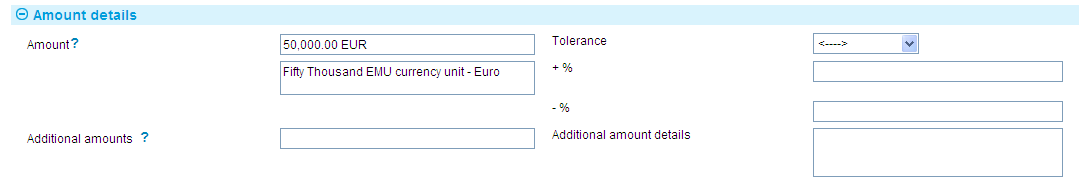 Amount details
Amount?
50,000.00 EUR
Tolerance
<---->
Fifty Thousand EMU currency unit - Euro
+ %
- %
Additional amounts ?
Additional amount details